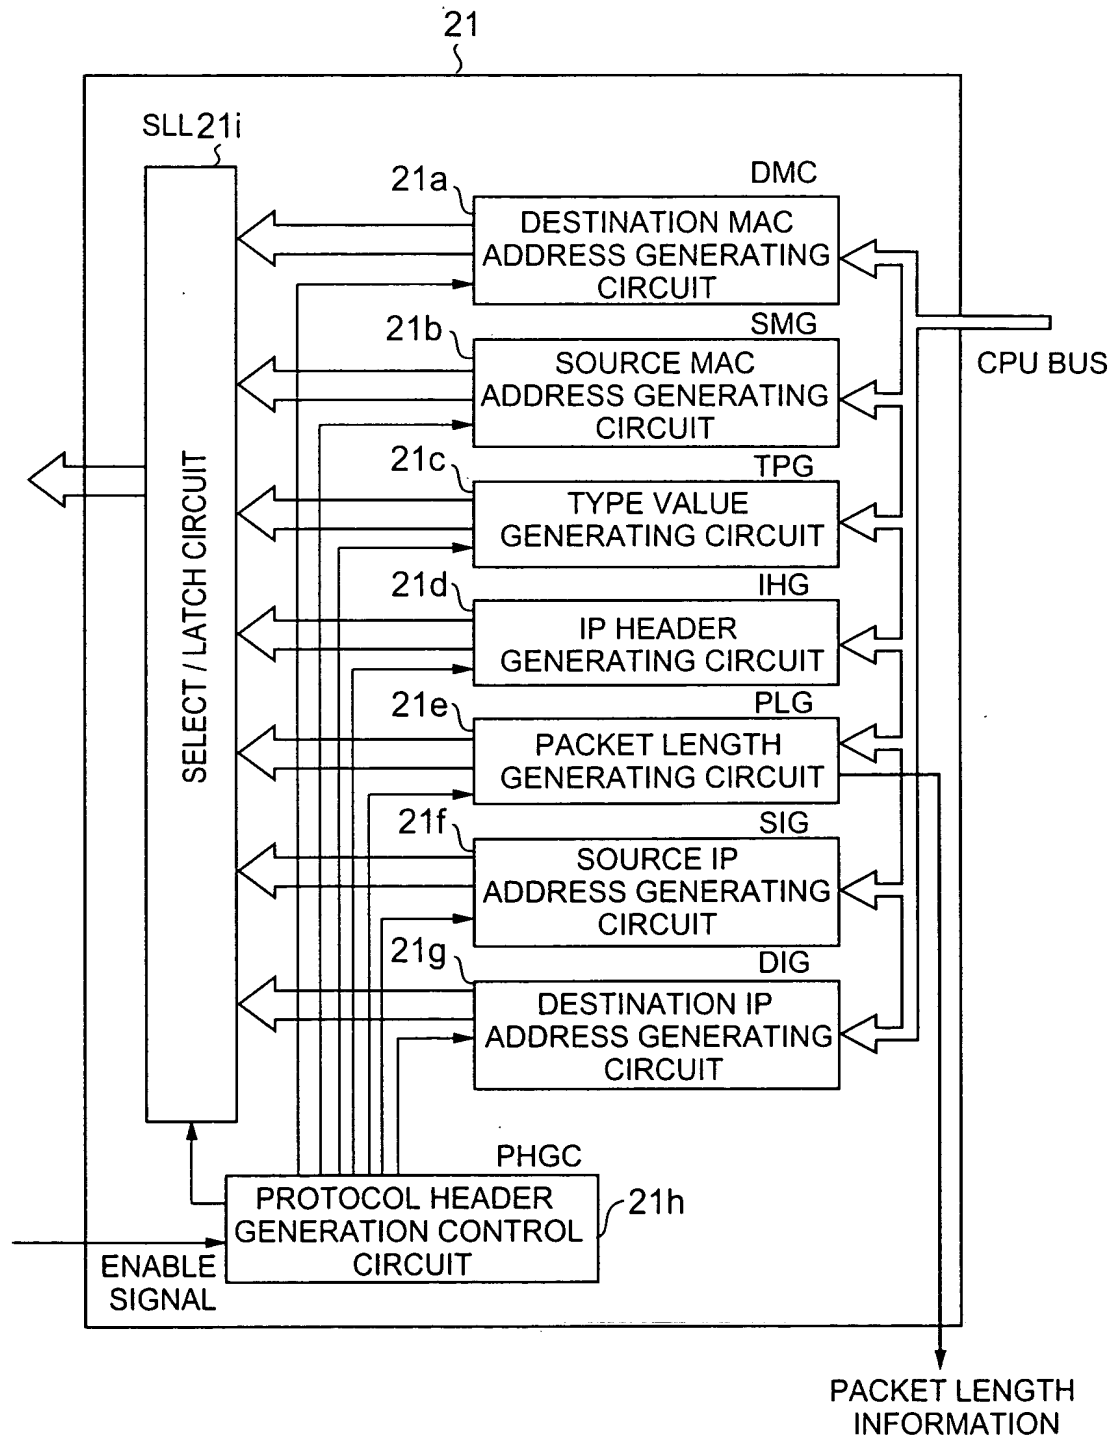 21
SLL 21i
SELECT / LATCH CIRCUIT
21a
DMC
DESTINATION MAC
ADDRESS GENERATING
CIRCUIT
21b
SMG
SOURCE MAC
ADDRESS GENERATING
CIRCUIT
CPU BUS
21c
TPG
TYPE VALUE
GENERATING CIRCUIT
21d
IHG
IP HEADER
GENERATING CIRCUIT
21e
PLG
PACKET LENGTH
GENERATING CIRCUIT
21f
SIG
SOURCE IP
ADDRESS GENERATING
CIRCUIT
21g
DIG
DESTINATION IP
ADDRESS GENERATING
CIRCUIT
PHGC
PROTOCOL HEADER
GENERATION CONTROL
CIRCUIT
21h
ENABLE
SIGNAL
PACKET LENGTH
INFORMATION